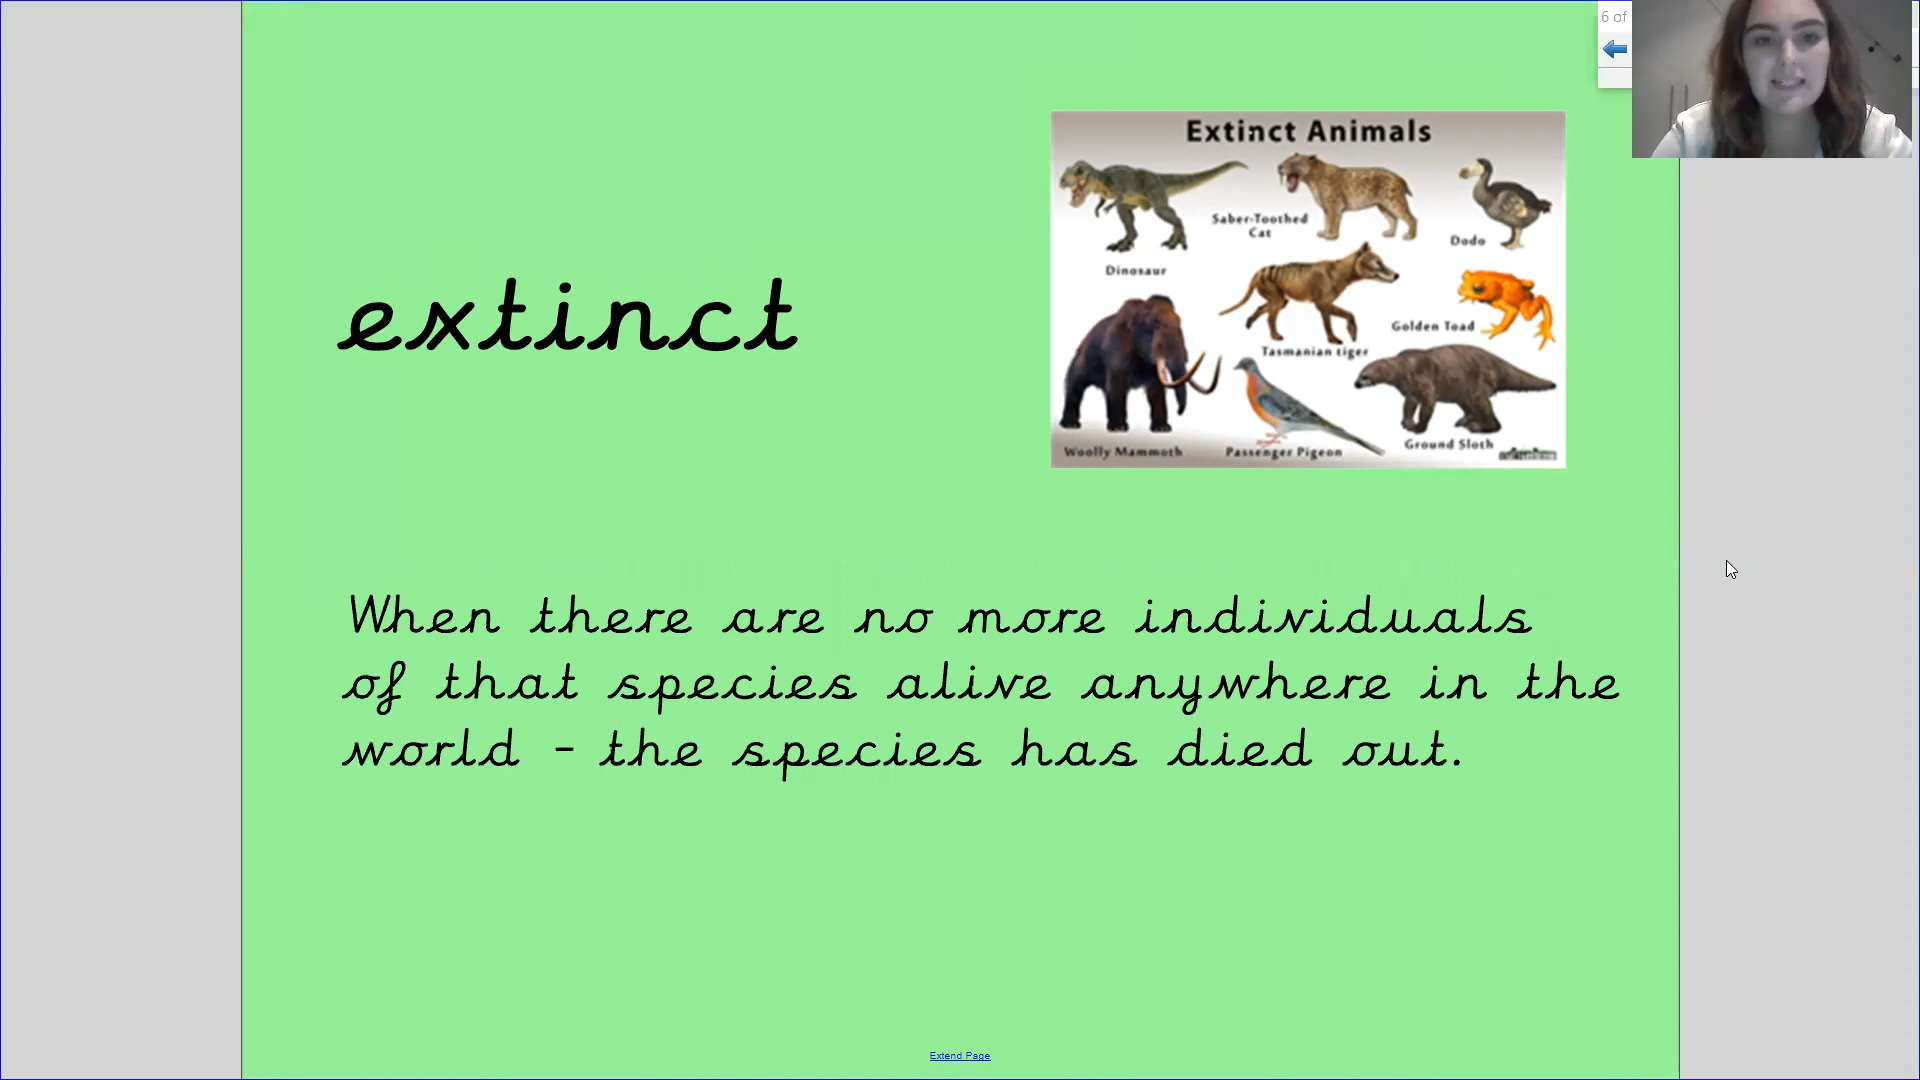 6 of
Extinct Animals
Saber-Toothed
Cat
Dodo
Dinosaur
Golden Toad
Tasmanian tiger
Woolly Mammoth
Passenger Pigeon
Ground Sloth
extinct
When there are no more individuals
of that species alive anywhere in the
world - the species has died out.
Extend Page